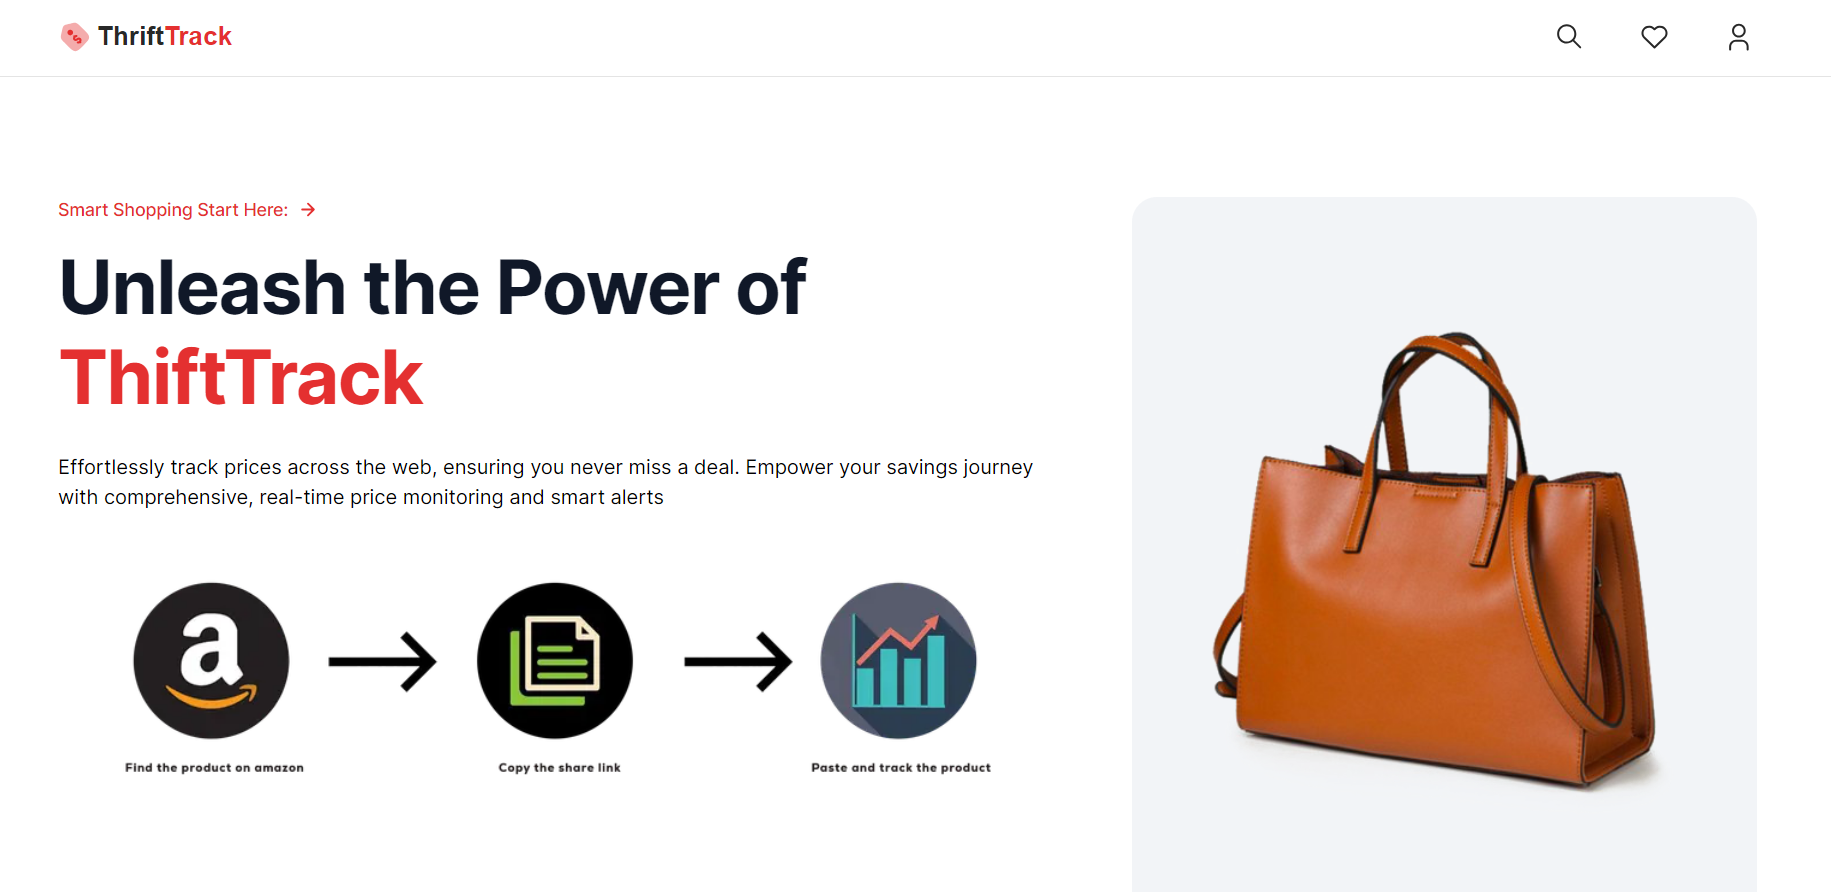 ThriftTrack
Smart Shopping Start Here:
Unleash the Power of
ThiftTrack
Effortlessly track prices across the web, ensuring you never miss a deal. Empower your savings journey
with comprehensive, real-time price monitoring and smart alerts
Find the product on amazon
Copy the share link
Paste and track the product